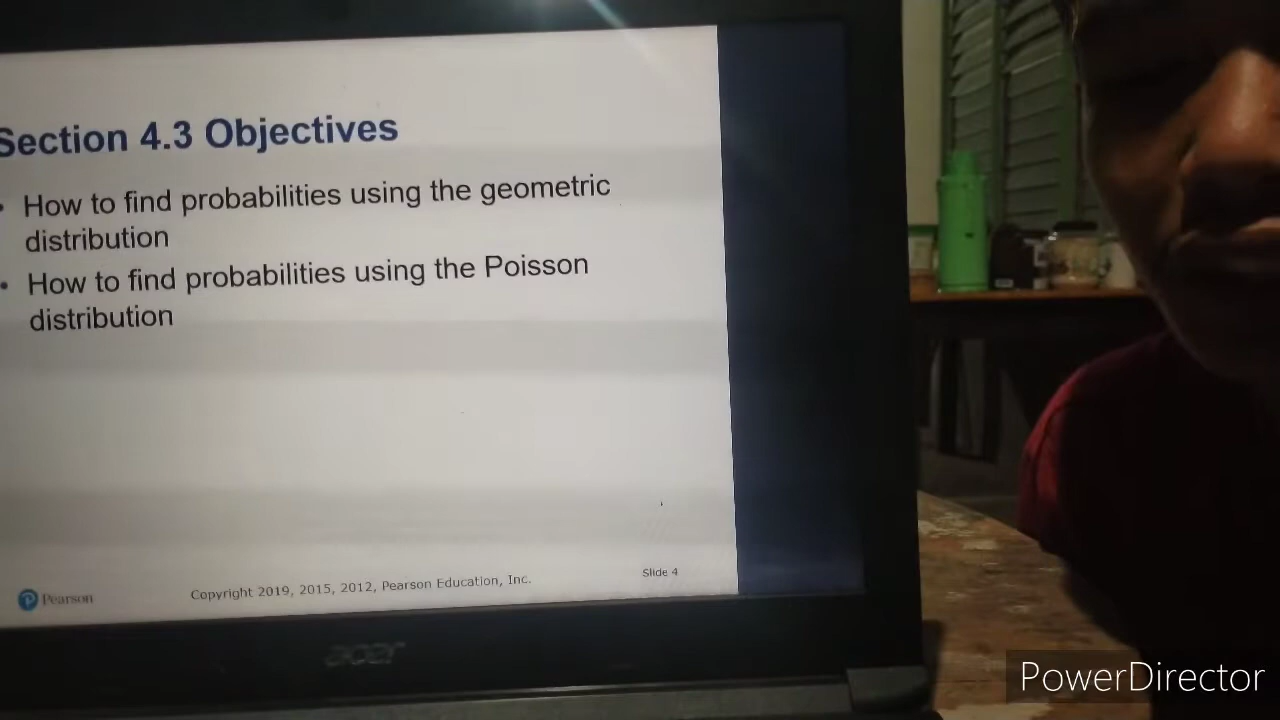 Section 4.3 Objectives
• How to find probabilities using the geometric
distribution
• How to find probabilities using the Poisson
distribution
Pearson
Copyright 2019, 2015, 2012, Pearson Education, Inc.
Slide 4
acer
PowerDirector